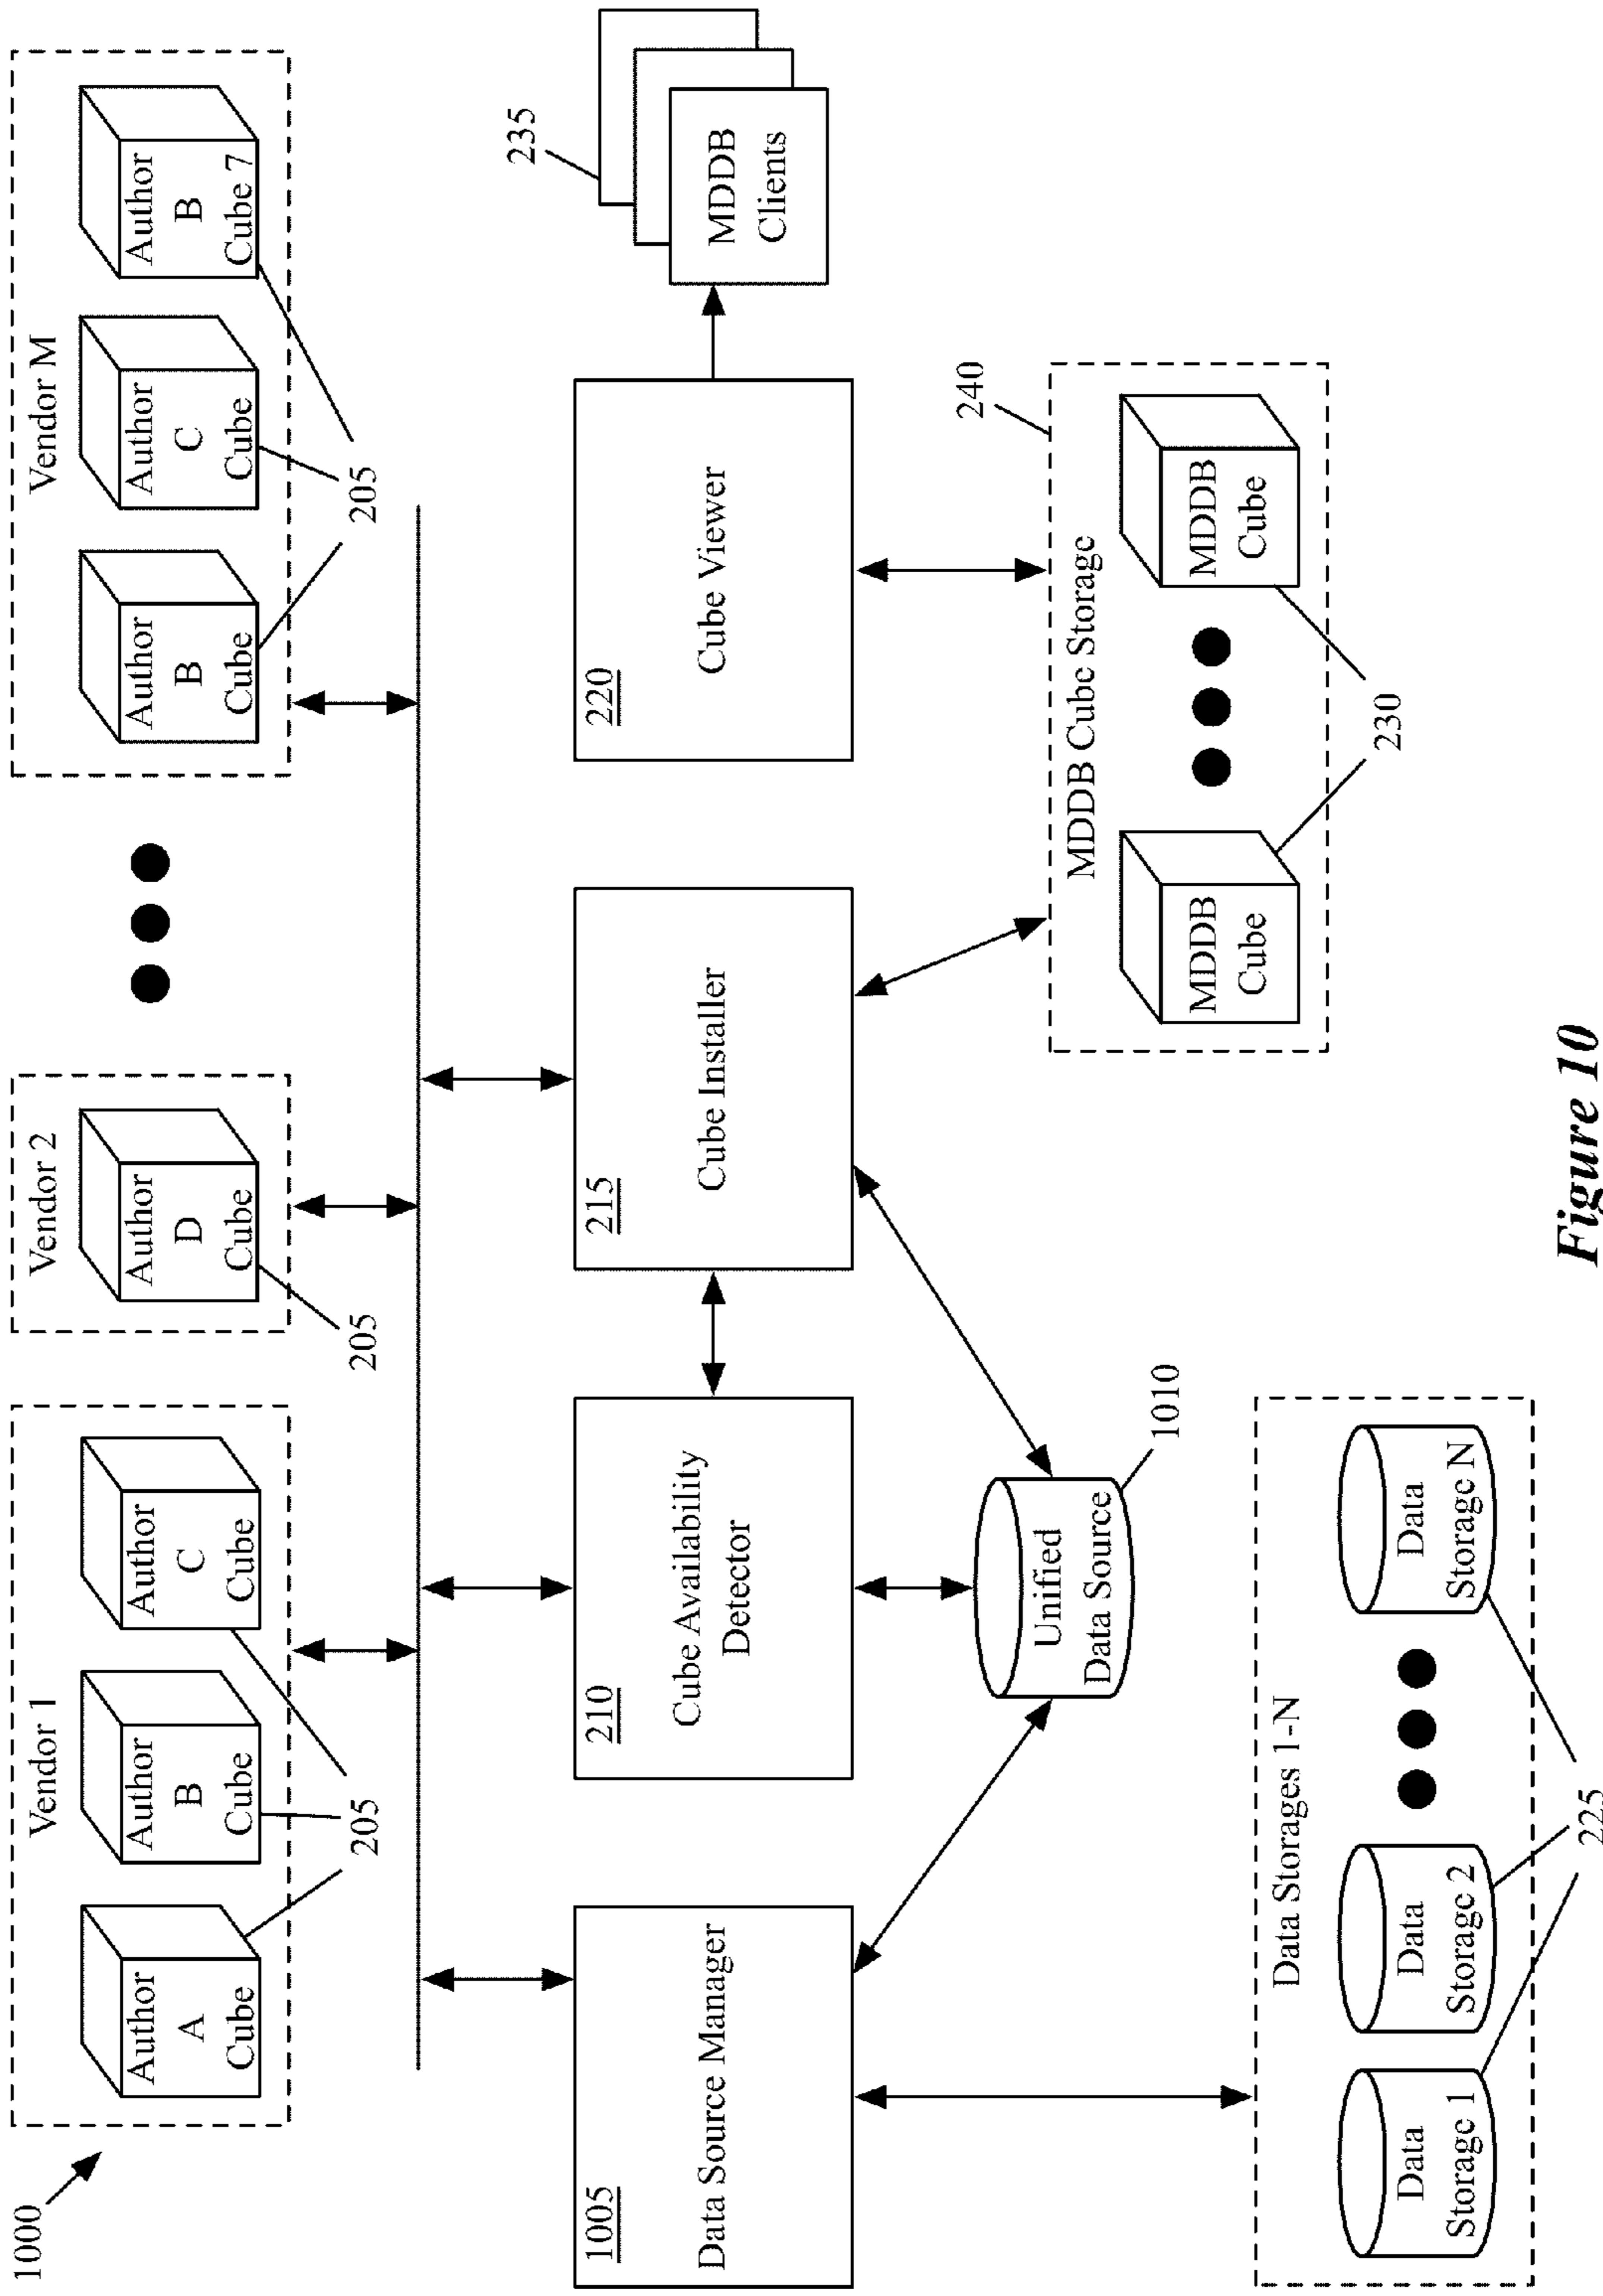 1000
Vendor 1
Author
A
Cube
Author
B
Cube
Author
C
Cube
205
Vendor 2
Author
D
Cube
205
Vendor M
Author
B
Cube
Author
C
Cube
Author
B
Cube 7
205
1005
Data Source Manager
210
Cube Availability
Detector
215
Cube Installer
220
Cube Viewer
MDDB
Clients
235
Unified
Data Source
1010
240
MDDB Cube Storage
MDDB
Cube
MDDB
Cube
230
Data Storages 1-N
Data
Storage 1
Data
Storage 2
Data
Storage N
225
Figure 10